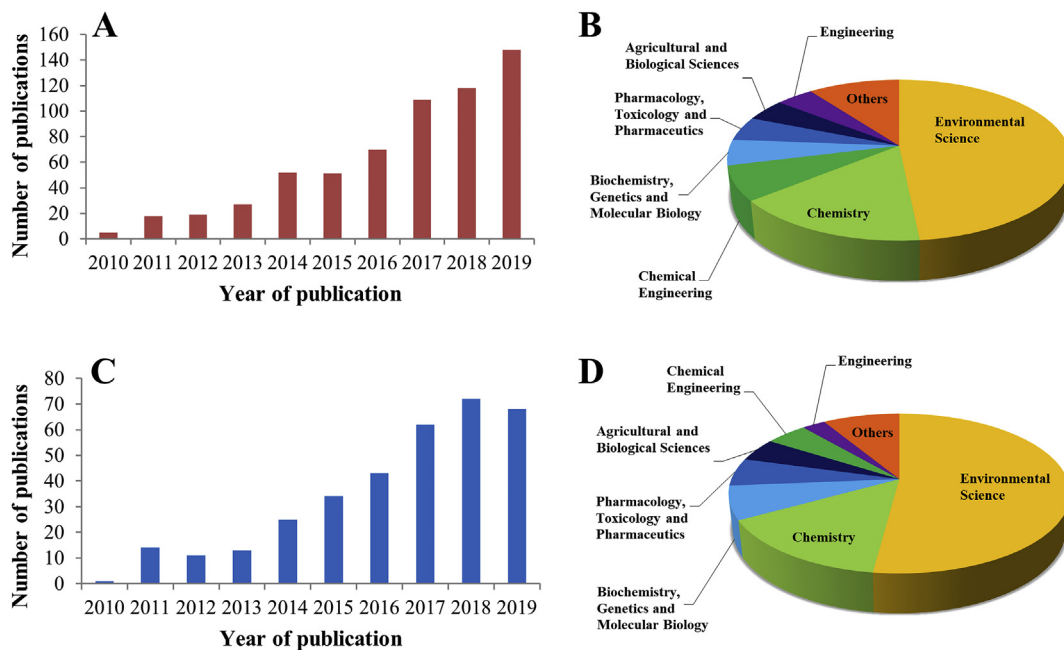 A
Number of publications
160
140
120
100
80
60
40
20
0
2010 2011 2012 2013 2014 2015 2016 2017 2018 2019
Year of publication
B
Engineering
Agricultural and
Biological Sciences
Others
Pharmacology,
Toxicology and
Pharmaceutics
Environmental
Science
Biochemistry,
Genetics and
Molecular Biology
Chemistry
Chemical
Engineering
C
Number of publications
80
70
60
50
40
30
20
10
0
2010 2011 2012 2013 2014 2015 2016 2017 2018 2019
Year of publication
D
Chemical
Engineering
Engineering
Agricultural and
Biological Sciences
Others
Environmental
Science
Pharmacology,
Toxicology and
Pharmaceutics
Chemistry
Biochemistry,
Genetics and
Molecular Biology